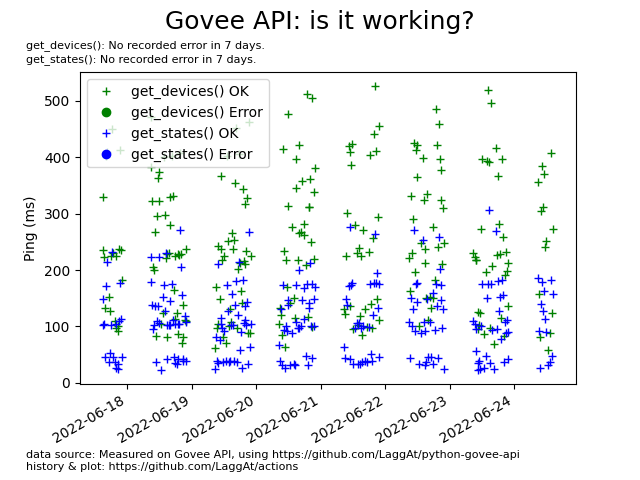 Govee API: is it working?
get_devices(): No recorded error in 7 days.
get_states(): No recorded error in 7 days.
get_devices() OK
get_devices() Error
get_states() OK
get_states() Error
Ping (ms)
500
400
300
200
100
0
2022-06-18
2022-06-19
2022-06-20
2022-06-21
2022-06-22
2022-06-23
2022-06-24
data source: Measured on Govee API, using https://github.com/LaggAt/python-govee-api
history & plot: https://github.com/LaggAt/actions